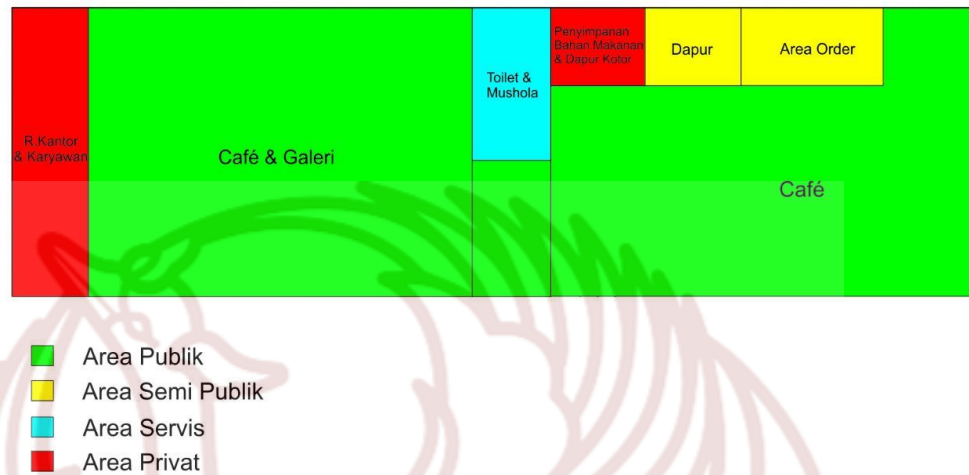 R.Kantor
& Karyawan
Café & Galeri
Toilet &
Mushola
Penyimpanan
Bahan Makanan
& Dapur Kotor
Dapur
Area Order
Café
Area Publik
Area Semi Publik
Area Servis
Area Privat